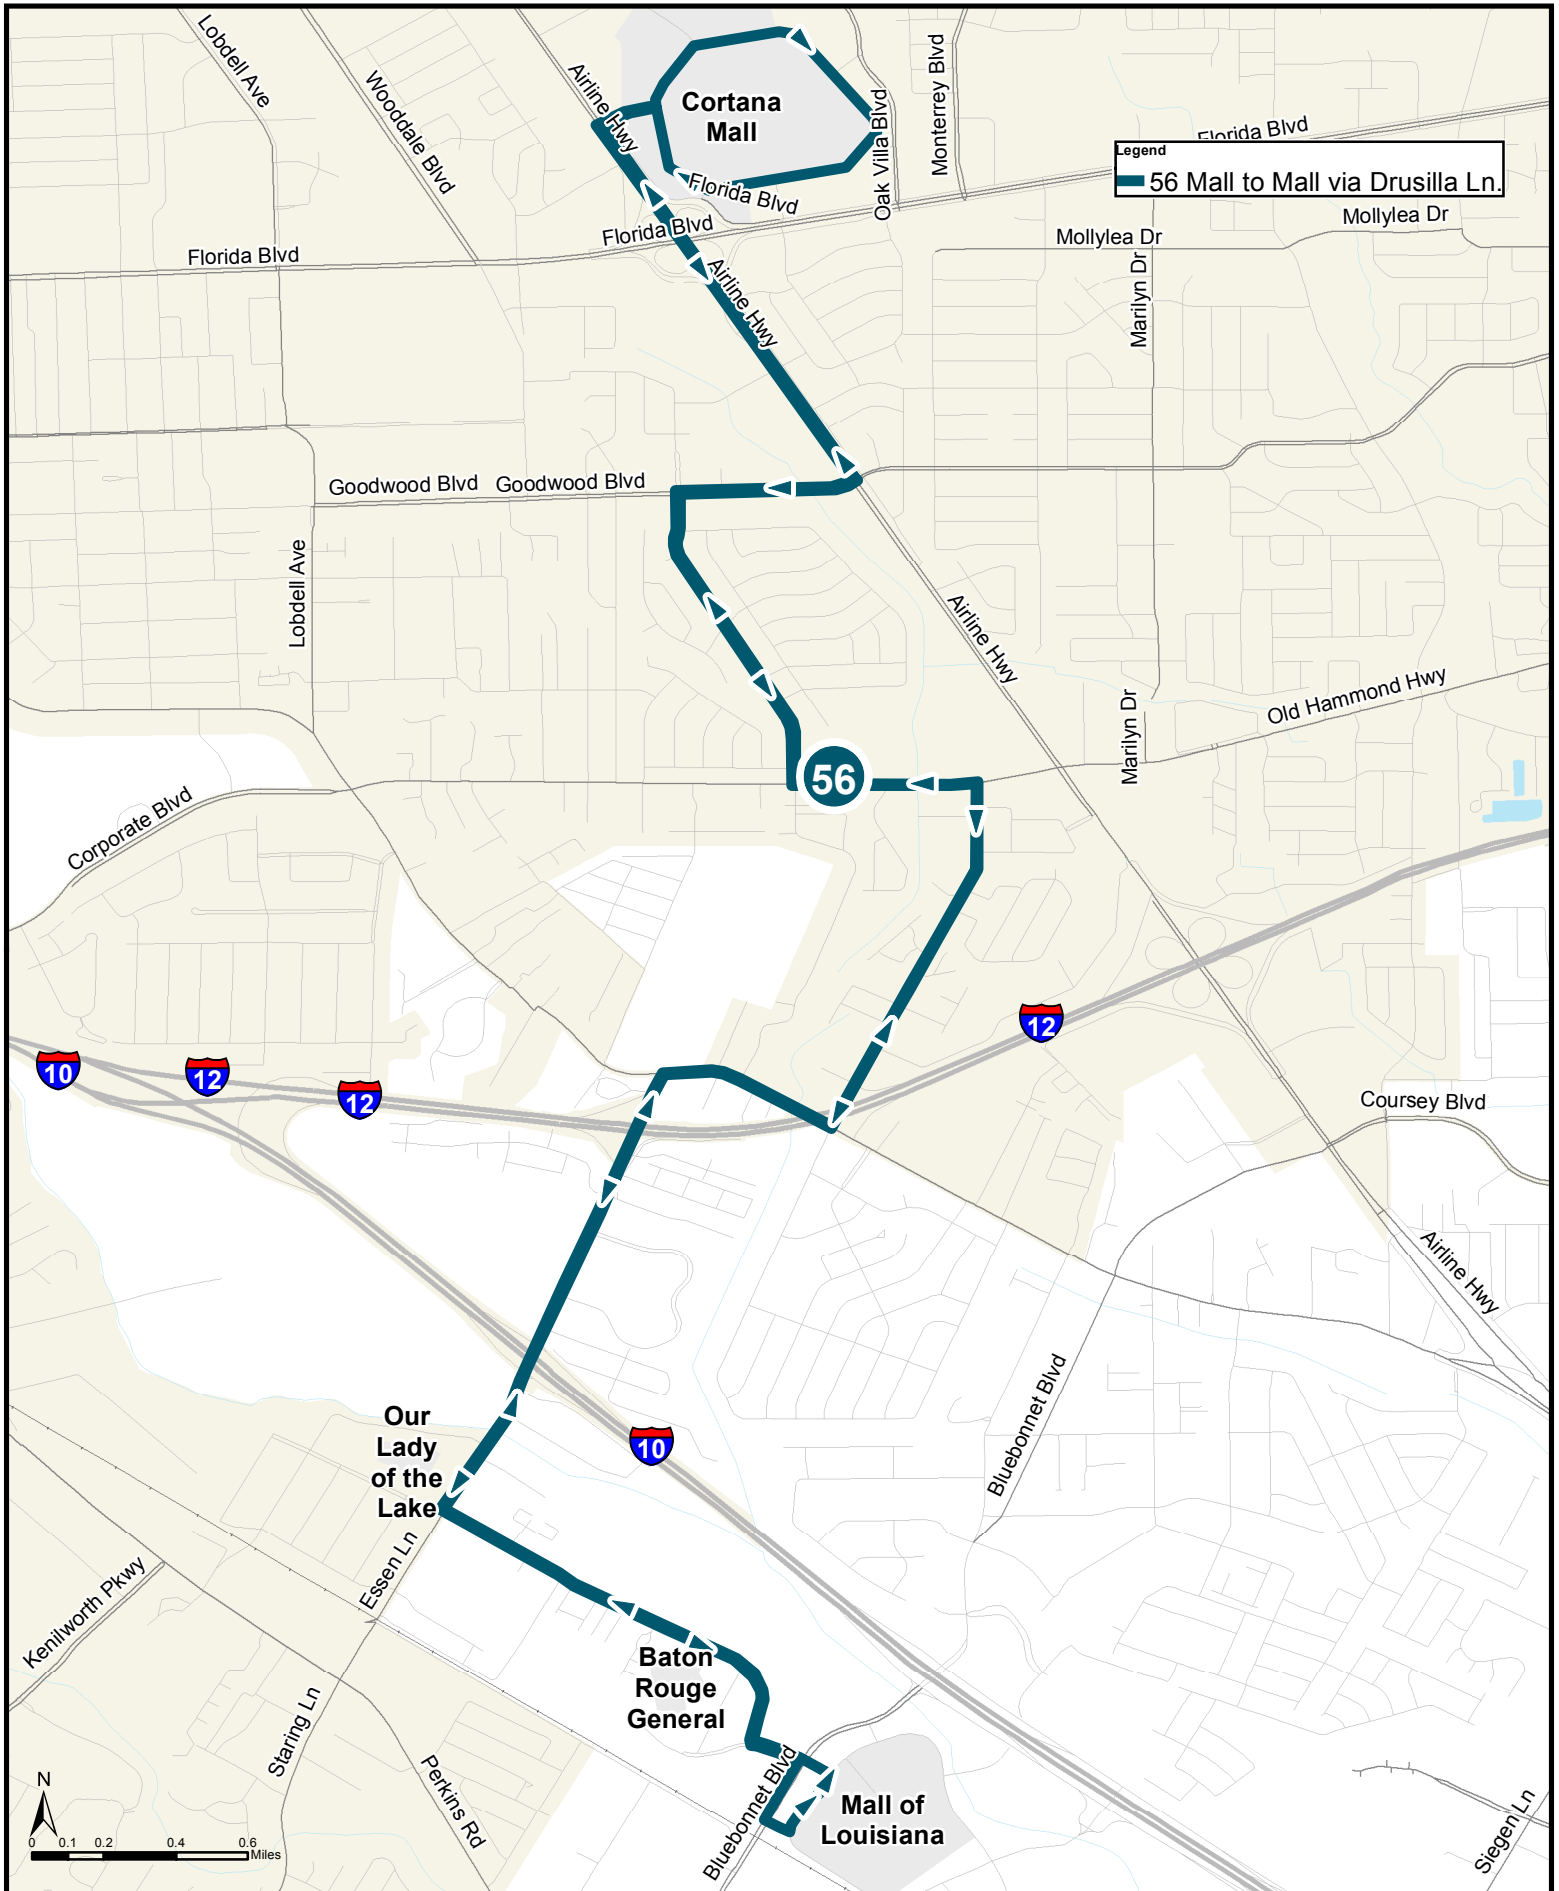 Lobdell Ave
Wooddale Blvd
Airline Hwy
Cortana
Mall
Oak Villa Blvd
Monterrey Blvd
Florida Blvd
Legend
56 Mall to Mall via Drusilla Ln.
Florida Blvd
Florida Blvd
Florida Blvd
Mollylea Dr
Mollylea Dr
Marilyn Dr
Airline Hwy
Goodwood Blvd
Goodwood Blvd
Lobdell Ave
Airline Hwy
Old Hammond Hwy
Marilyn Dr
56
Corporate Blvd
12
10
12
12
Coursey Blvd
Airline Hwy
Bluebonnet Blvd
Our
Lady
of the
Lake
10
Essen Ln
Kenilworth Pkwy
Baton
Rouge
General
Staring Ln
Perkins Rd
Bluebonnet Blvd
Mall of
Louisiana
Siegen Ln
N
0 0.1 0.2 0.4 0.6
Miles